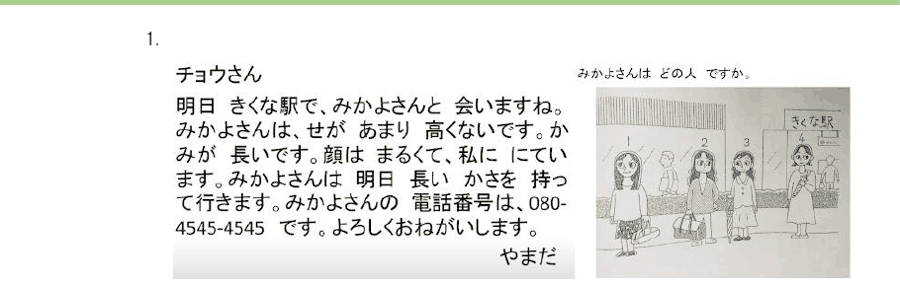 1.
チョウさん
明日 きくな駅で、みかよさんと 会いますね。
みかよさんは、せが あまり 高くないです。か
みが 長いです。顔は まるくて、私に にてい
ます。みかよさんは 明日 長い かさを 持っ
て行きます。みかよさんの 電話番号は、080-
4545-4545 です。よろしくおねがいします。
やまだ
みかよさんは どの人 ですか。
きくな駅
1 2 3 4